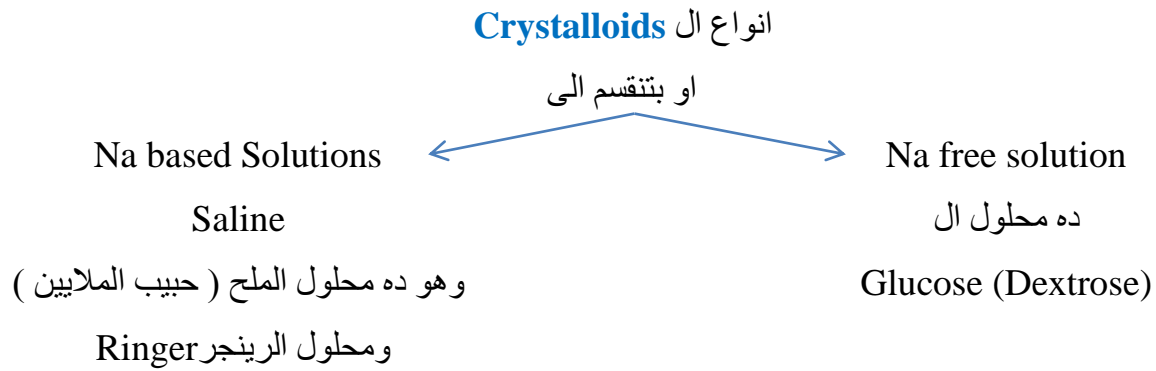 انواع ال Crystalloids
او بتنقسم الى
Na based Solutions
Na free solution
Saline
ده محلول ال
وهو ده محلول الملح ( حبيب الملايين )
Glucose (Dextrose)
ومحلول الرينجر Ringer